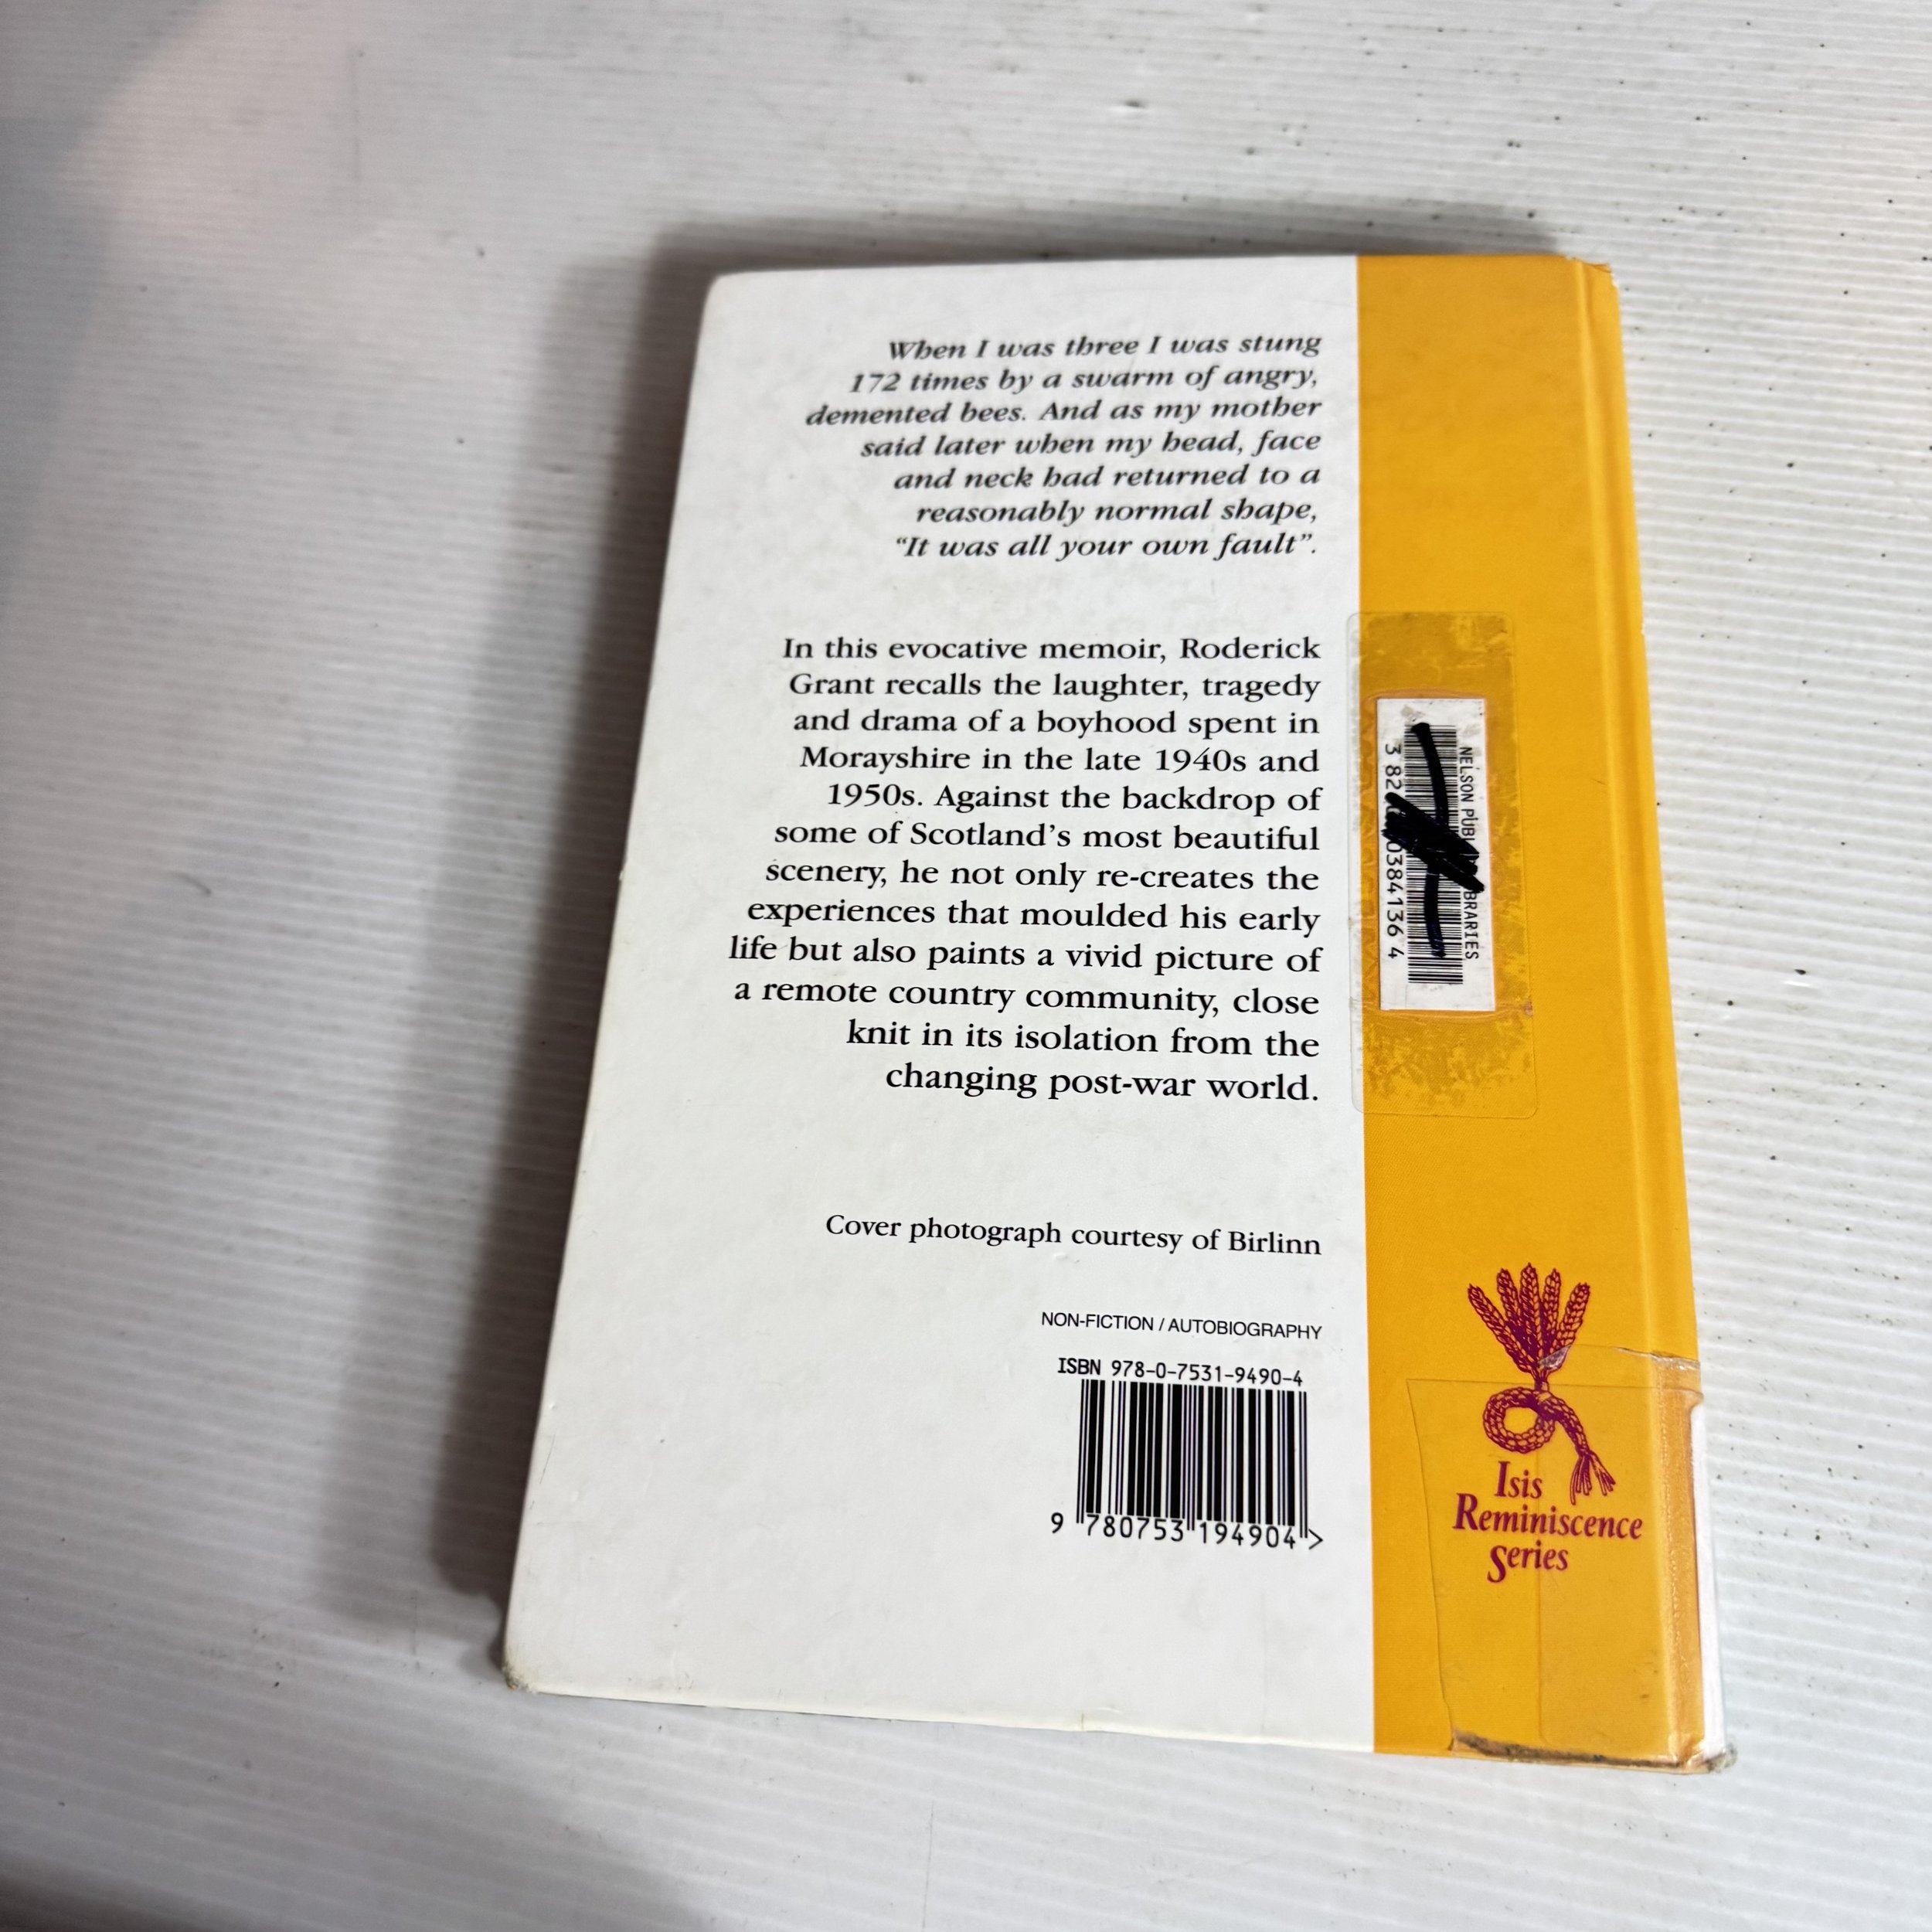 When I was three I was stung
172 times by a swarm of angry,
demented bees. And as my mother
said later when my head, face
and neck had returned to a
reasonably normal shape,
“It was all your own fault”.
In this evocative memoir, Roderick
Grant recalls the laughter, tragedy
and drama of a boyhood spent in
Morayshire in the late 1940s and
1950s. Against the backdrop of
some of Scotland’s most beautiful
scenery, he not only re-creates the
experiences that moulded his early
life but also paints a vivid picture of
a remote country community, close
knit in its isolation from the
changing post-war world.
Cover photograph courtesy of Birlinn
NON-FICTION / AUTOBIOGRAPHY
ISBN 978-0-7531-9490-4
9 780753 194904 >
NELSON
Isis
Reminiscence
Series